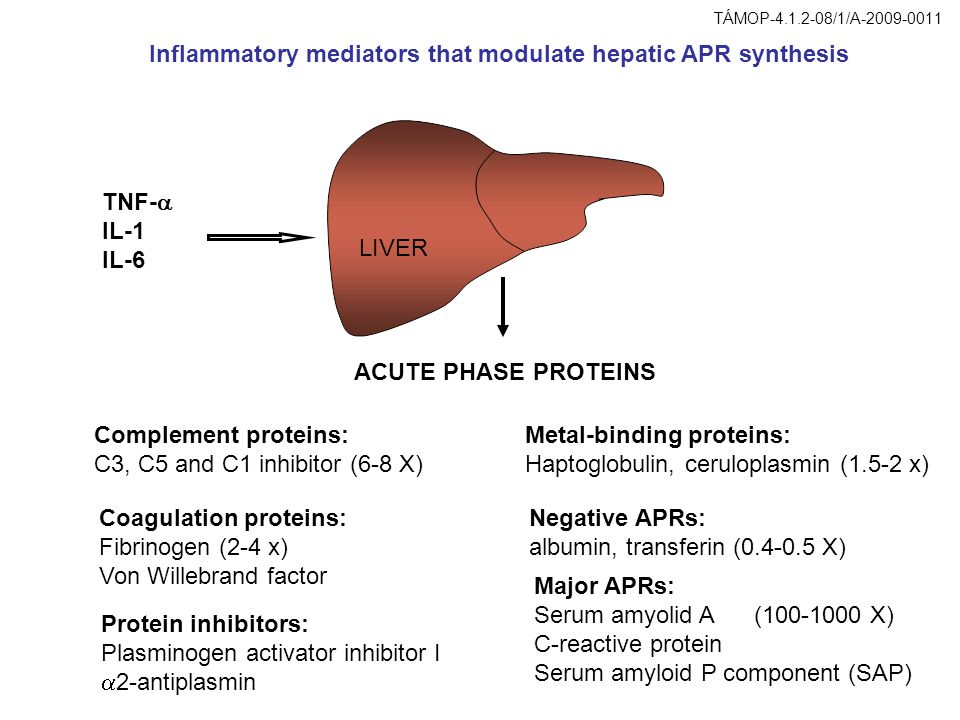 TÁMOP-4.1.2-08/1/A-2009-0011
Inflammatory mediators that modulate hepatic APR synthesis
TNF-α
IL-1
IL-6
LIVER
ACUTE PHASE PROTEINS
Complement proteins:
C3, C5 and C1 inhibitor (6-8 X)
Coagulation proteins:
Fibrinogen (2-4 x)
Von Willebrand factor
Protein inhibitors:
Plasminogen activator inhibitor I
α2-antiplasmin
Metal-binding proteins:
Haptoglobulin, ceruloplasmin (1.5-2 x)
Negative APRs:
albumin, transferin (0.4-0.5 X)
Major APRs:
Serum amyolid A (100-1000 X)
C-reactive protein
Serum amyloid P component (SAP)